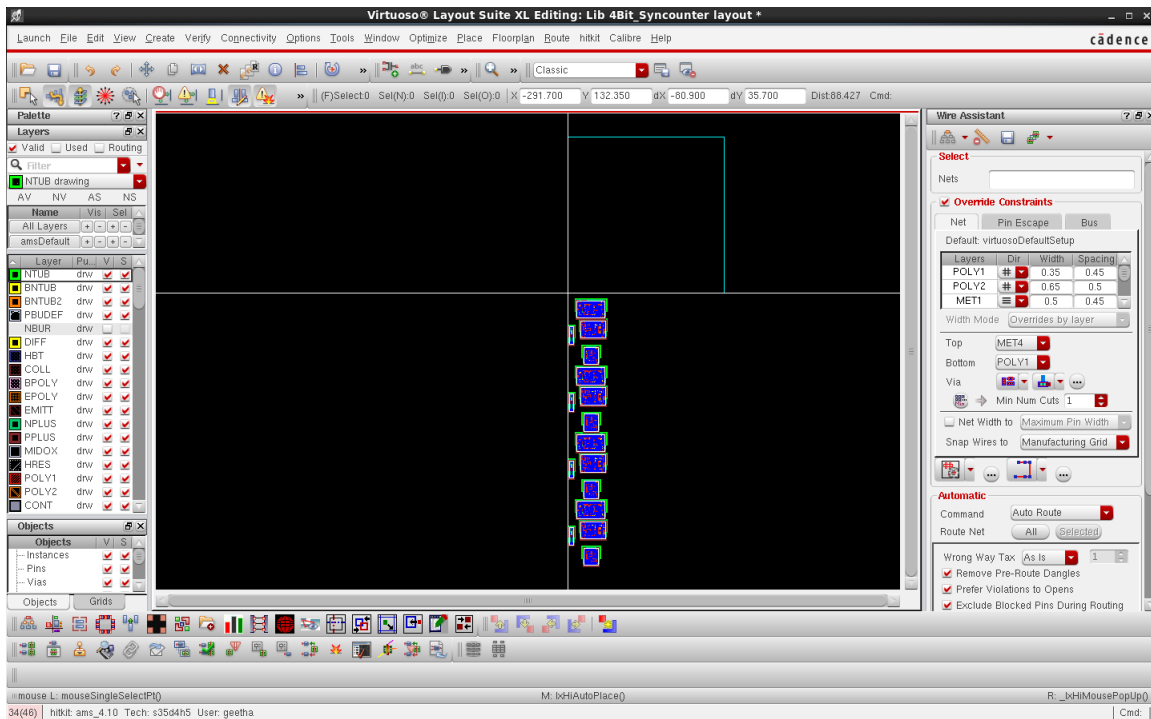 Virtuoso® Layout Suite XL Editing: Lib 4Bit_Syncounter layout *
Launch File Edit View Create Verify Connectivity Options Tools Window Optimize Place Floorplan Route hitkit Calibre Help
cādence
» » » Classic
» (F)Select:0 Sel(N):0 Sel(I):0 Sel(O):0 X -291.700 Y 132.350 dX -80.900 dY 35.700 Dist:88.427 Cmd:
Palette
Layers
Valid Used Routing
Filter
NTUB drawing
AV NV AS NS
Name Vis Sel
All Layers + - + -
amsDefault + - + -
Layer Pu... V S
NTUB drw
BNTUB drw
BNTUB2 drw
PBUDEF drw
NBUR drw
DIFF drw
HBT drw
COLL drw
BPOLY drw
EPOLY drw
EMITT drw
NPLUS drw
PPLUS drw
MIDOX drw
HRES drw
POLY1 drw
POLY2 drw
CONT drw
Objects
Objects V S
Instances
Pins
Vias
Objects Grids
Wire Assistant
Select
Nets
Override Constraints
Net Pin Escape Bus
Default: virtuosoDefaultSetup
Layers Dir Width Spacing
POLY1 0.35 0.45
POLY2 0.65 0.5
MET1 0.5 0.45
Width Mode Overrides by layer
Top MET4
Bottom POLY1
Via ...
Min Num Cuts 1
Net Width to Maximum Pin Width
Snap Wires to Manufacturing Grid
... ...
Automatic
Command Auto Route
Route Net All Selected
Wrong Way Tax As Is 1
Remove Pre-Route Dangles
Prefer Violations to Opens
Exclude Blocked Pins During Routing
mouse L: mouseSingleSelectPt() M: lxHiAutoPlace() R: _lxHiMousePopUp()
34(46) hitkit: ams_4.10 Tech: s35d4h5 User: geetha Cmd: